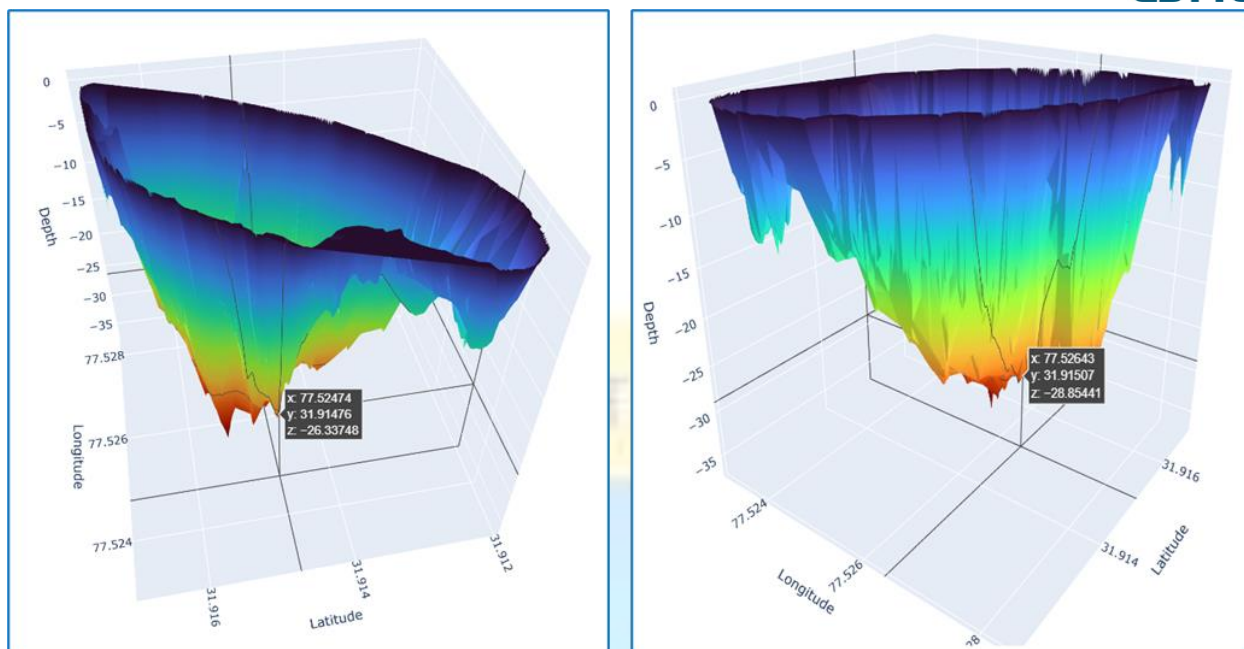 0
−5
−10
−15
−20
−25
−30
−35
Depth
77.528
77.526
77.524
Longitude
31.916
31.914
31.912
Latitude
x: 77.52474
y: 31.91476
z: −26.33748
0
−5
−10
−15
−20
−25
−30
−35
Depth
77.524
77.526
28
Longitude
31.916
31.914
Latitude
x: 77.52643
y: 31.91507
z: −28.85441